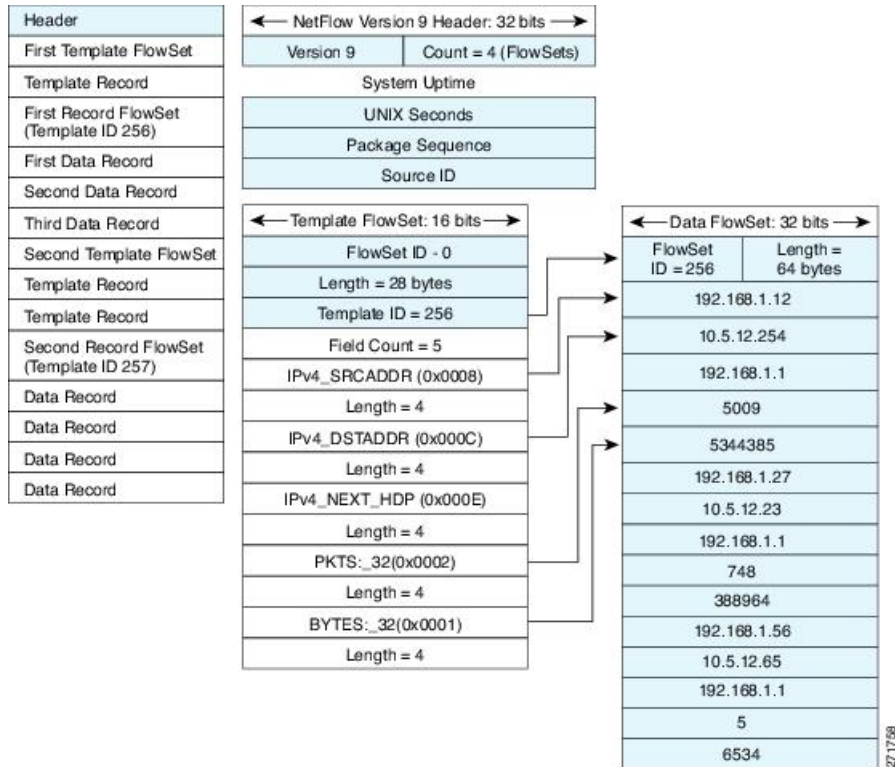 Header
First Template FlowSet
Template Record
First Record FlowSet
(Template ID 256)
First Data Record
Second Data Record
Third Data Record
Second Template FlowSet
Template Record
Template Record
Second Record FlowSet
(Template ID 257)
Data Record
Data Record
Data Record
Data Record
NetFlow Version 9 Header: 32 bits
Version 9
Count = 4 (FlowSets)
System Uptime
UNIX Seconds
Package Sequence
Source ID
Template FlowSet: 16 bits
FlowSet ID - 0
Length = 28 bytes
Template ID = 256
Field Count = 5
IPv4_SRCADDR (0x0008)
Length = 4
IPv4_DSTADDR (0x000C)
Length = 4
IPv4_NEXT_HDP (0x000E)
Length = 4
PKTS:_32(0x0002)
Length = 4
BYTES:_32(0x0001)
Length = 4
Data FlowSet: 32 bits
FlowSet
ID = 256
Length =
64 bytes
192.168.1.12
10.5.12.254
192.168.1.1
5009
5344385
192.168.1.27
10.5.12.23
192.168.1.1
748
388964
192.168.1.56
10.5.12.65
192.168.1.1
5
6534
271758